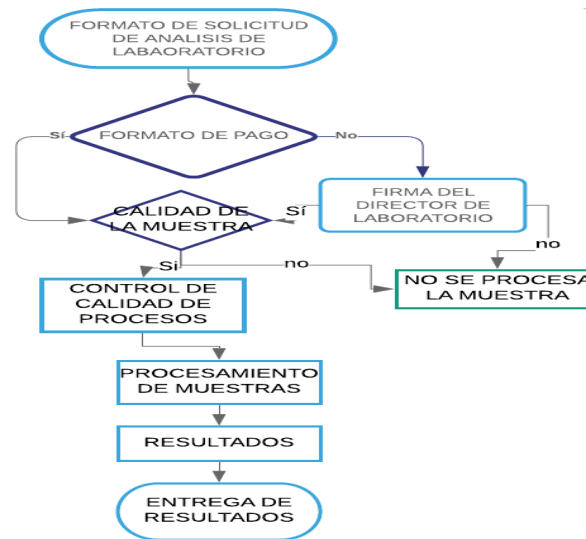 FORMATO DE SOLICITUD
DE ANALISIS DE
LABAORATORIO
Sí
FORMATO DE PAGO
No
FIRMA DEL
DIRECTOR DE
LABORATORIO
CALIDAD DE
LA MUESTRA
Sí
no
Si
no
NO SE PROCESA
LA MUESTRA
CONTROL DE
CALIDAD DE
PROCESOS
PROCESAMIENTO
DE MUESTRAS
RESULTADOS
ENTREGA DE
RESULTADOS